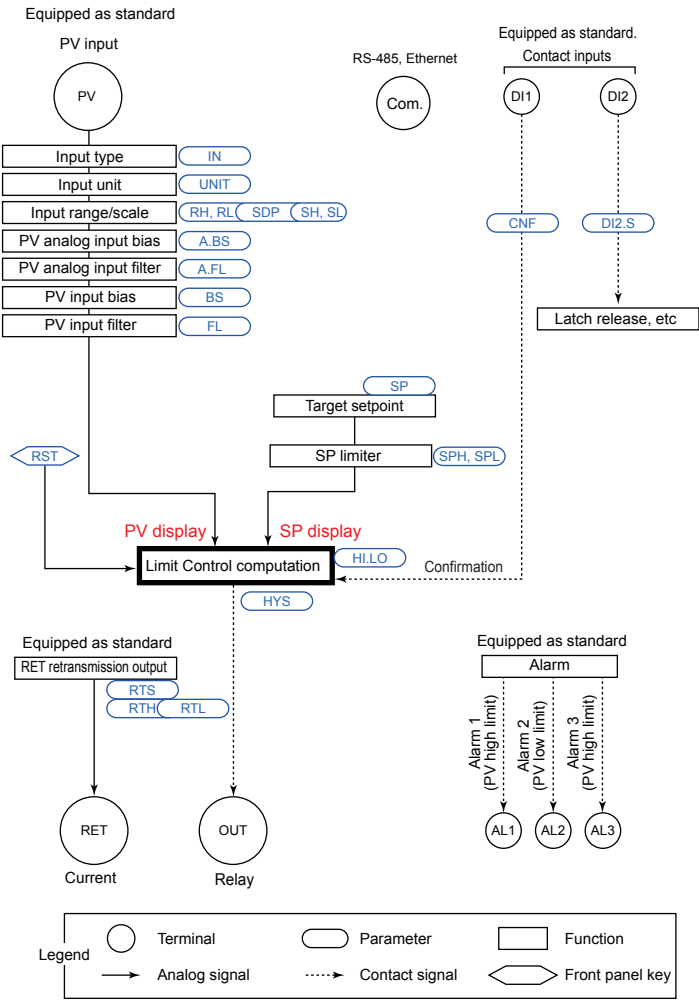 Equipped as standard
PV input
PV
RS-485, Ethernet
Com.
Equipped as standard.
Contact inputs
DI1
DI2
Input type
IN
Input unit
UNIT
Input range/scale
RH, RL
SDP
SH, SL
PV analog input bias
A.BS
PV analog input filter
A.FL
PV input bias
BS
PV input filter
FL
CNF
DI2.S
Latch release, etc
SP
Target setpoint
SP limiter
SPH, SPL
RST
PV display
SP display
Limit Control computation
HI.LO
Confirmation
HYS
Equipped as standard
RET retransmission output
RTS
RTH
RTL
RET
Current
OUT
Relay
Equipped as standard
Alarm
Alarm 1
(PV high limit)
Alarm 2
(PV low limit)
Alarm 3
(PV high limit)
AL1
AL2
AL3
Legend
Terminal
Parameter
Function
Analog signal
Contact signal
Front panel key